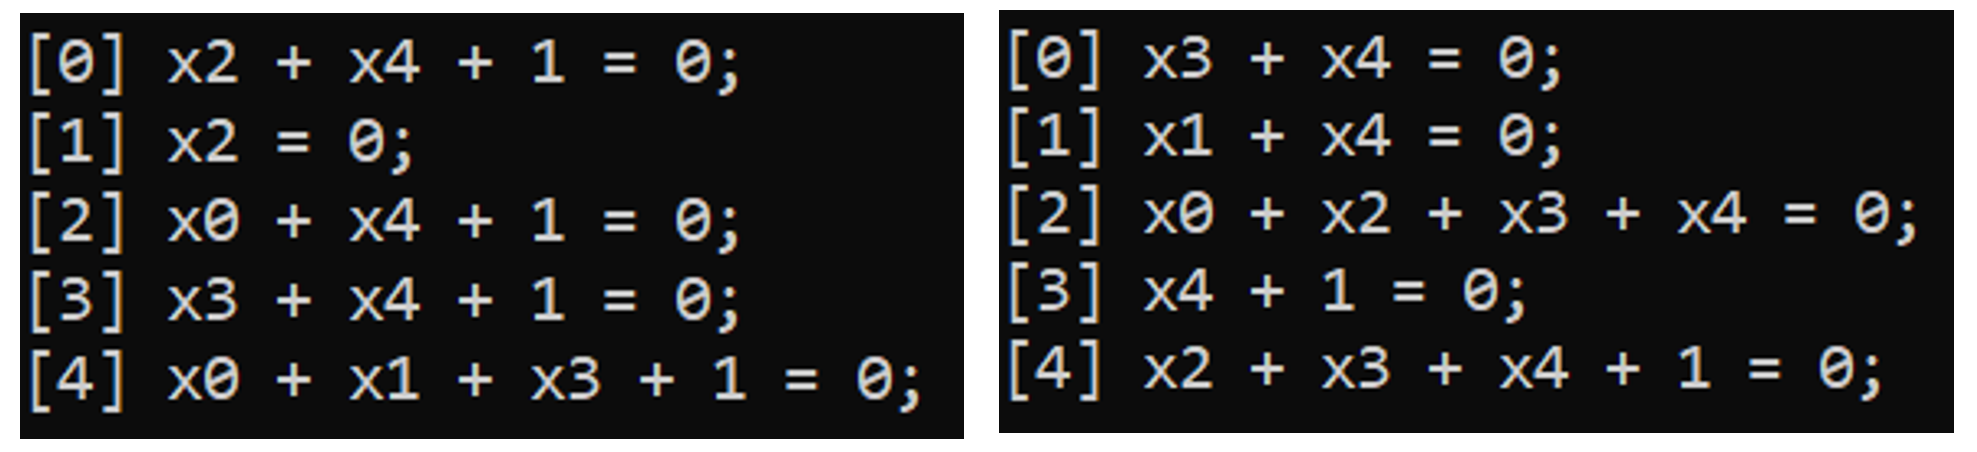 [0] x2 + x4 + 1 = 0;
[1] x2 = 0;
[2] x0 + x4 + 1 = 0;
[3] x3 + x4 + 1 = 0;
[4] x0 + x1 + x3 + 1 = 0;
[0] x3 + x4 = 0;
[1] x1 + x4 = 0;
[2] x0 + x2 + x3 + x4 = 0;
[3] x4 + 1 = 0;
[4] x2 + x3 + x4 + 1 = 0;